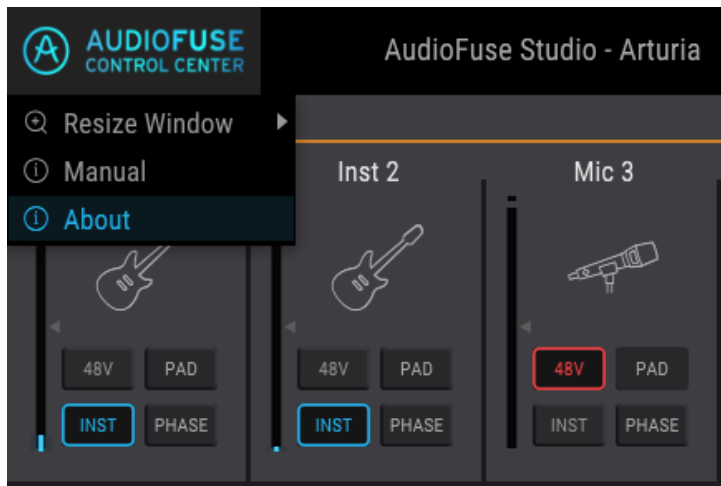 AUDIOFUSE
CONTROL CENTER
AudioFuse Studio - Arturia
Resize Window
Manual
About
Inst 2
Mic 3
48V PAD
INST PHASE
48V PAD
INST PHASE
48V PAD
INST PHASE